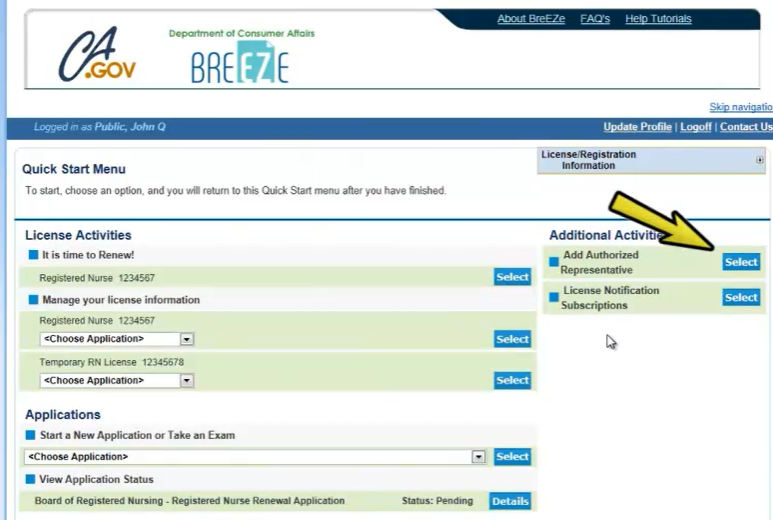 About BreEZe FAQ's Help Tutorials
CA.GOV
Department of Consumer Affairs
BREEZE
Skip navigatio
Logged in as Public, John Q
Update Profile | Logoff | Contact Us
License/Registration
Information
Quick Start Menu
To start, choose an option, and you will return to this Quick Start menu after you have finished.
License Activities
It is time to Renew!
Registered Nurse 1234567 Select
Manage your license information
Registered Nurse 1234567
<Choose Application> Select
Temporary RN License 12345678
<Choose Application> Select
Applications
Start a New Application or Take an Exam
<Choose Application> Select
View Application Status
Board of Registered Nursing - Registered Nurse Renewal Application Status: Pending Details
Additional Activitie
Add Authorized
Representative Select
License Notification
Subscriptions Select